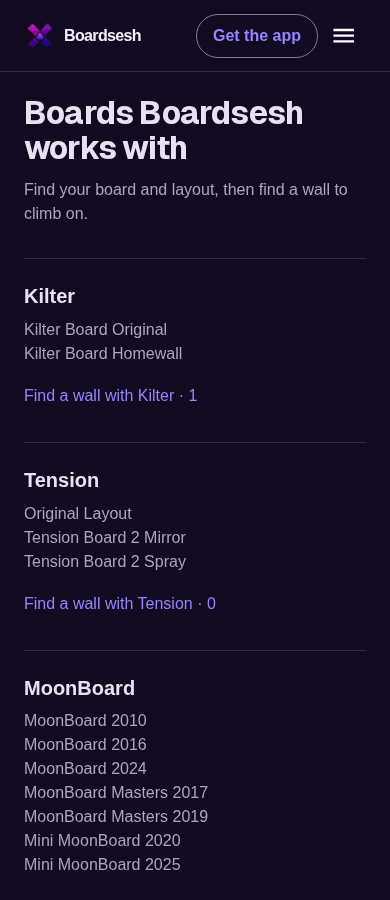 Boardsesh
Get the app
Boards Boardsesh
works with
Find your board and layout, then find a wall to
climb on.
Kilter
Kilter Board Original
Kilter Board Homewall
Find a wall with Kilter · 1
Tension
Original Layout
Tension Board 2 Mirror
Tension Board 2 Spray
Find a wall with Tension · 0
MoonBoard
MoonBoard 2010
MoonBoard 2016
MoonBoard 2024
MoonBoard Masters 2017
MoonBoard Masters 2019
Mini MoonBoard 2020
Mini MoonBoard 2025